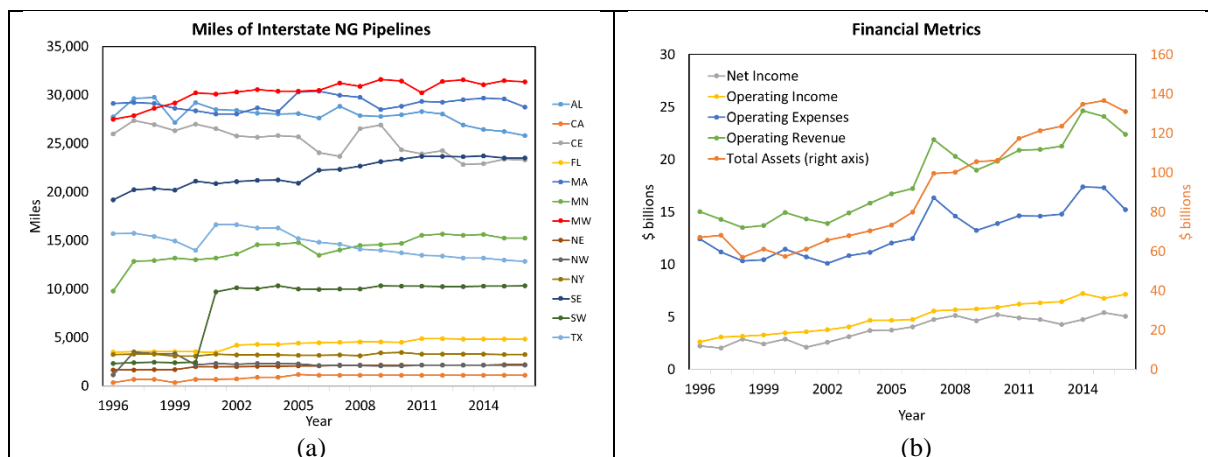 Miles of Interstate NG Pipelines
35,000
30,000
25,000
20,000
15,000
10,000
5,000
0
Miles
1996 1999 2002 2005 2008 2011 2014
Year
AL
CA
CE
FL
MA
MN
MW
NE
NW
NY
SE
SW
TX
(a)
Financial Metrics
$ 30
25
20
15
10
5
0
$ billions
Net Income
Operating Income
Operating Expenses
Operating Revenue
Total Assets (right axis)
160
140
120
100
80
60
40
20
0
$ billions
1996 1999 2002 2005 2008 2011 2014
Year
(b)